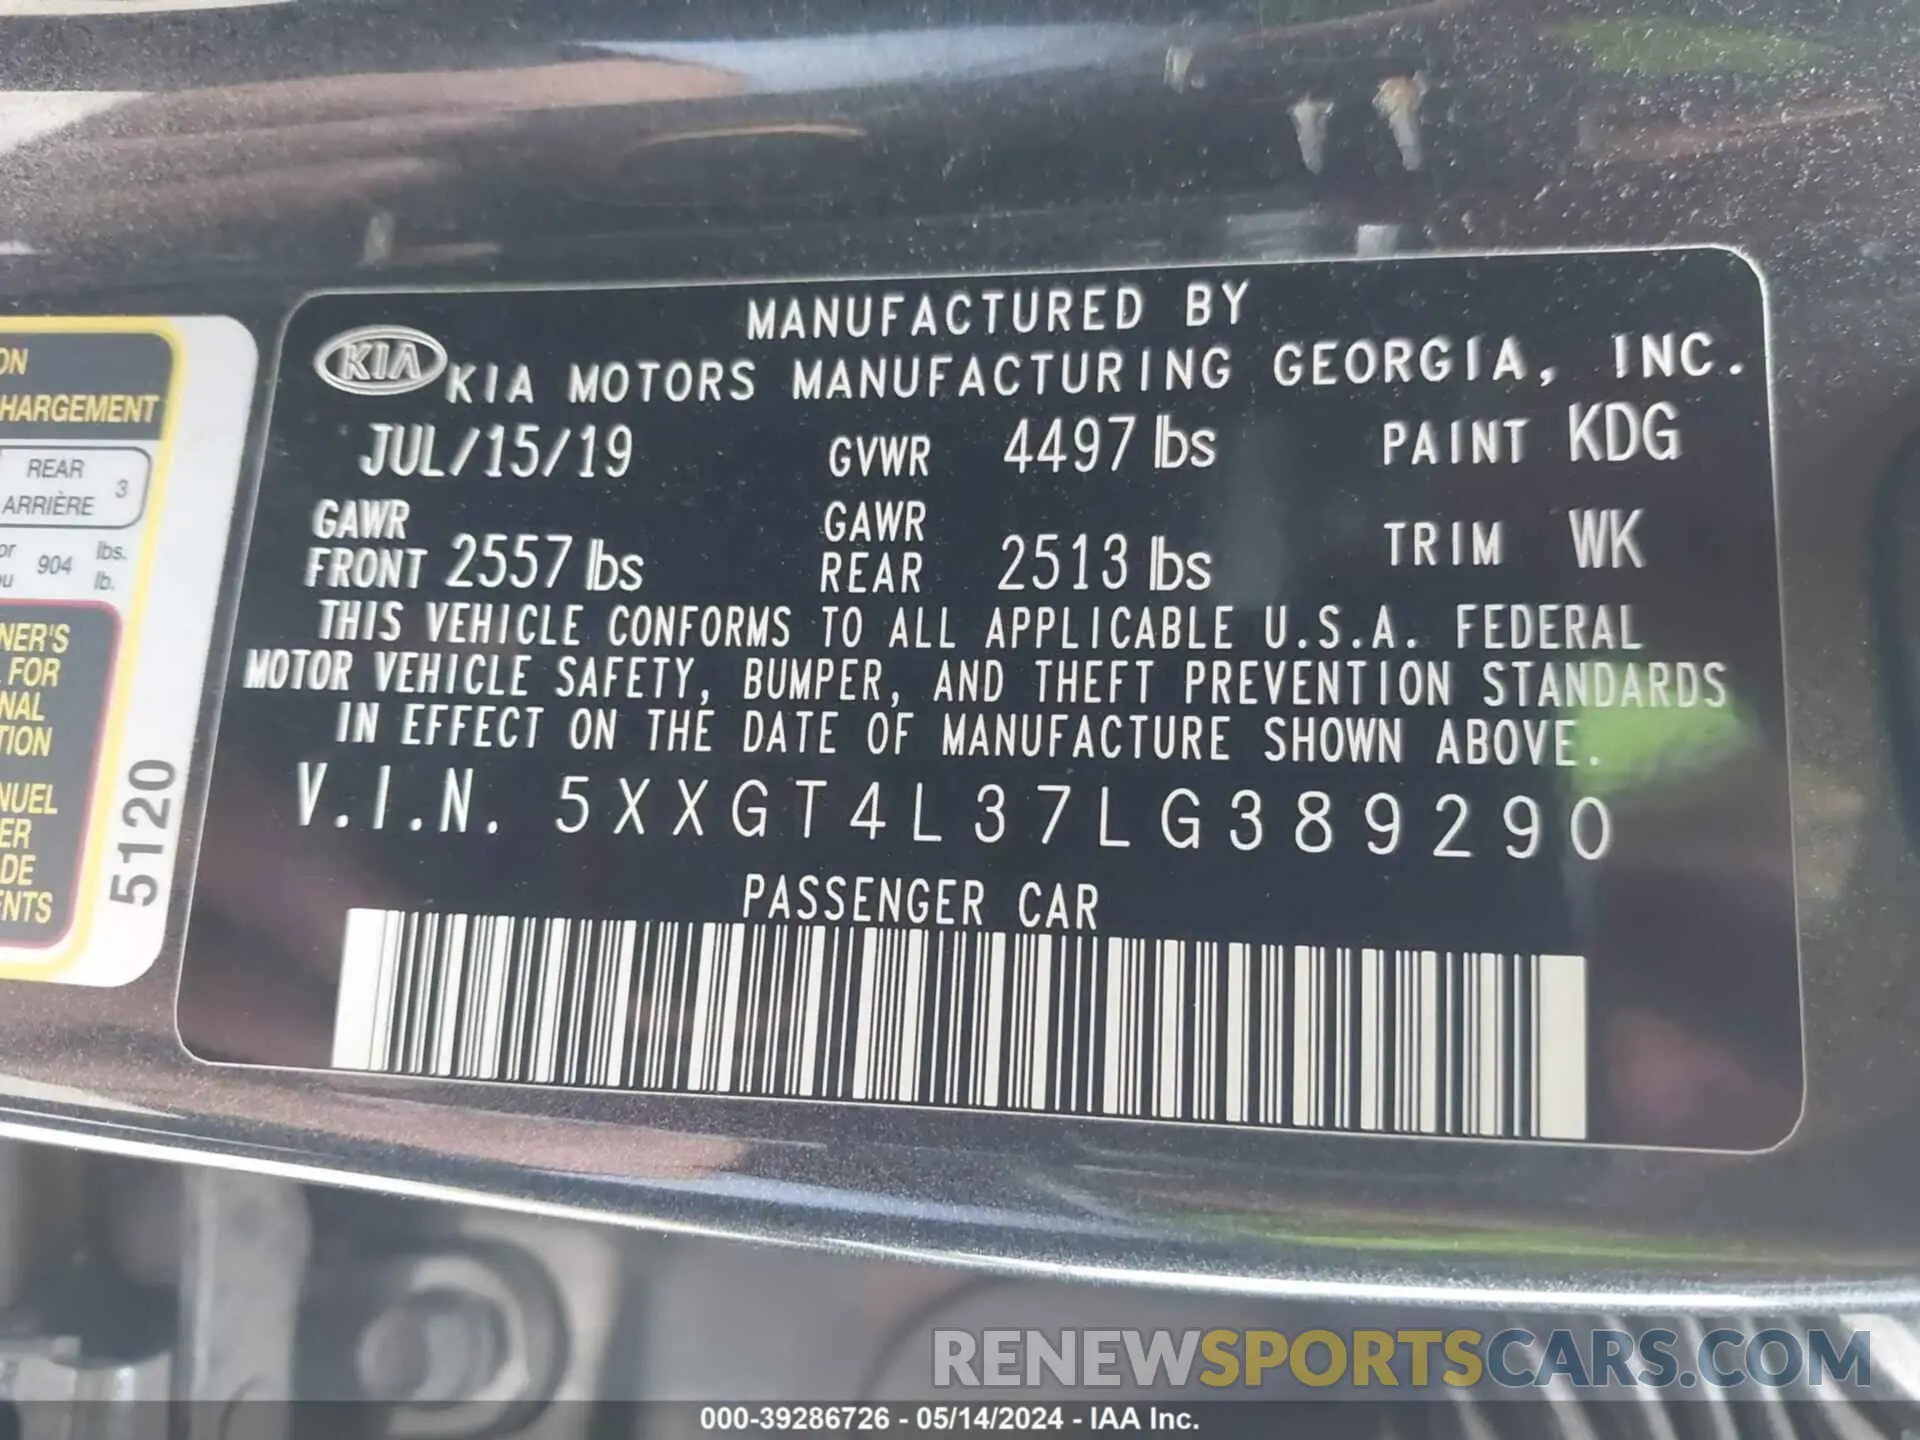 MANUFACTURED BY
KIA KIA MOTORS MANUFACTURING GEORGIA, INC.
JUL/15/19 GVWR 4497 lbs PAINT KDG
GAWR FRONT 2557 lbs GAWR REAR 2513 lbs TRIM WK
THIS VEHICLE CONFORMS TO ALL APPLICABLE U.S.A. FEDERAL
MOTOR VEHICLE SAFETY, BUMPER, AND THEFT PREVENTION STANDARDS
IN EFFECT ON THE DATE OF MANUFACTURE SHOWN ABOVE.
V.I.N. 5XXGT4L37LG389290
PASSENGER CAR
ON
HARGEMENT
REAR 3
ARRIÈRE
or 904 lbs.
ou lb.
NER'S
FOR
NAL
TION
NUEL
ER
DE
ENTS
5120
RENEWSPORTSCARS.COM
000-39286726 - 05/14/2024 - IAA Inc.